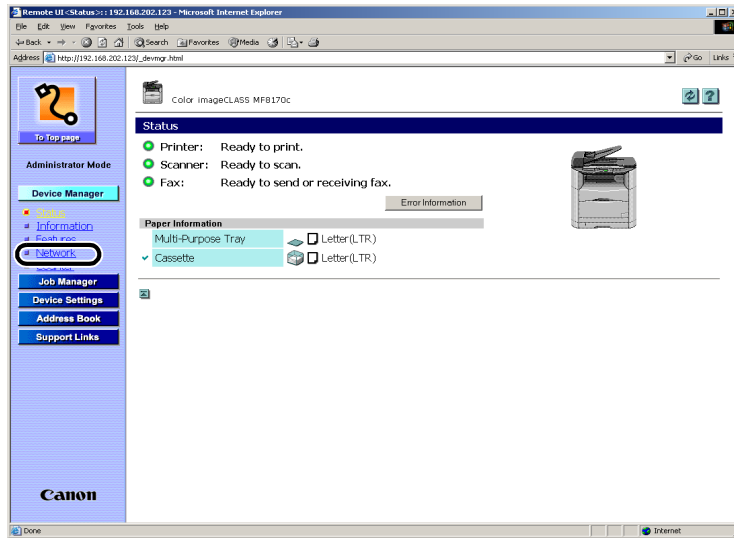 Remote UI <Status> : : 192.168.202.123 - Microsoft Internet Explorer
File Edit View Favorites Tools Help
Back Search Favorites Media
Address http://192.168.202.123/_devmgr.html Go Links
Color imageCLASS MF8170c
To Top page
Status
Printer: Ready to print.
Administrator Mode
Scanner: Ready to scan.
Fax: Ready to send or receiving fax.
Device Manager
Error Information
Status
Information
Paper Information
Features
Multi-Purpose Tray Letter(LTR)
Network
Cassette Letter(LTR)
Counter
Job Manager
Device Settings
Address Book
Support Links
Canon
Done Internet